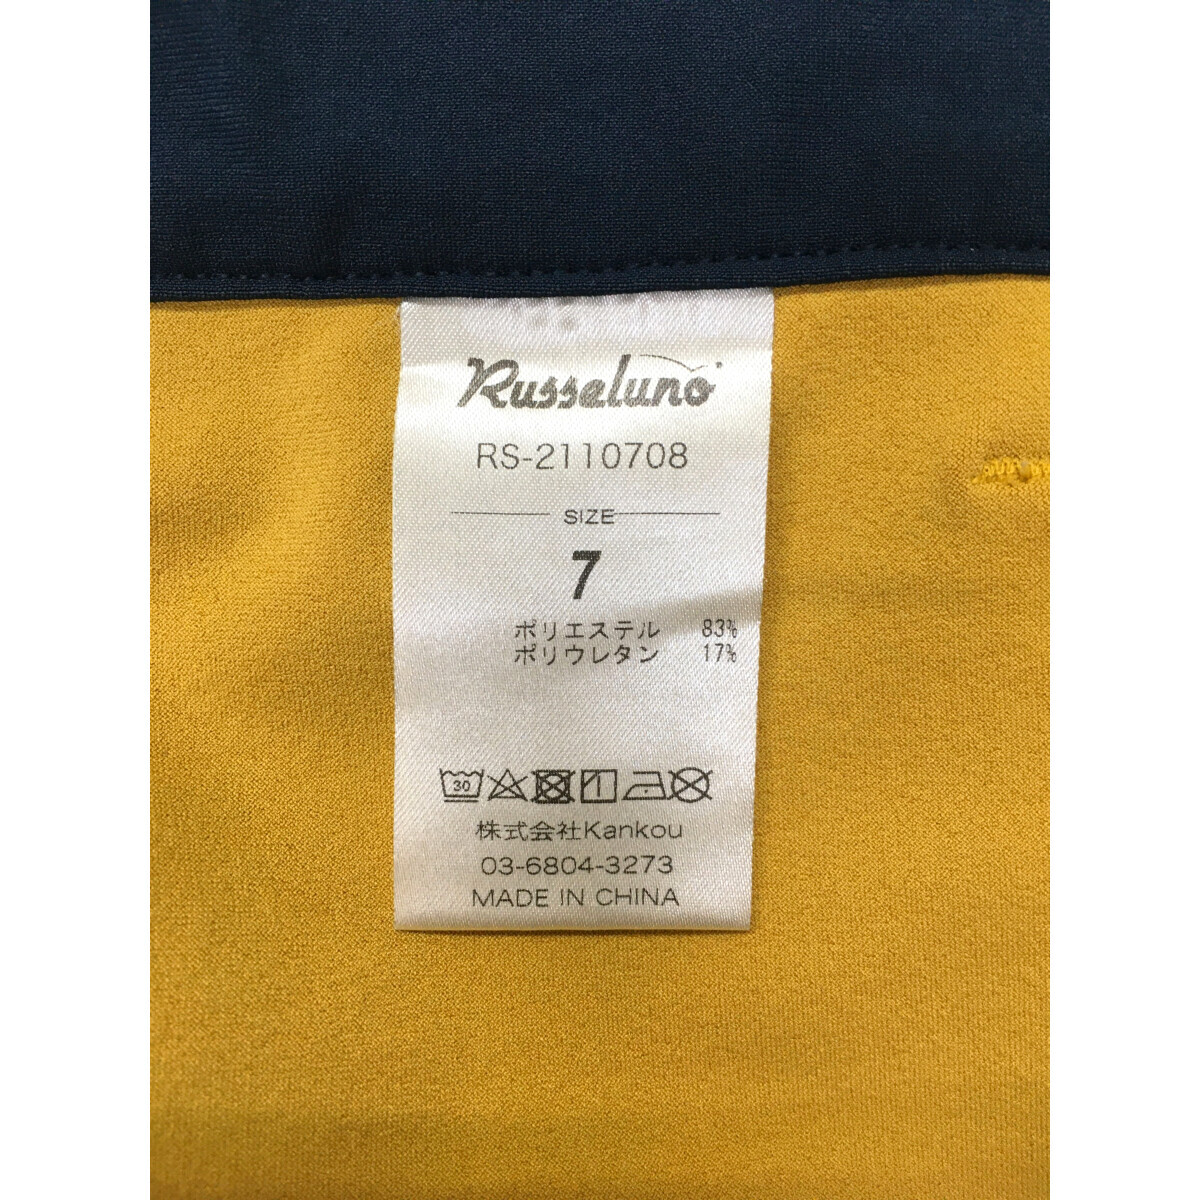 Russeluno
RS-2110708
SIZE
7
ポリエステル 83%
ポリウレタン 17%
30
株式会社Kankou
03-6804-3273
MADE IN CHINA